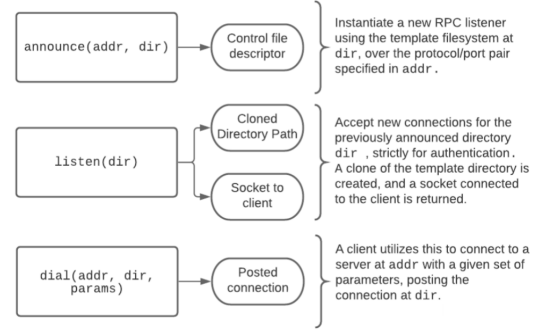 announce(addr, dir)
Control file
descriptor
Instantiate a new RPC listener
using the template filesystem at
dir, over the protocol/port pair
specified in addr.
listen(dir)
Cloned
Directory Path
Socket to
client
Accept new connections for the
previously announced directory
dir , strictly for authentication.
A clone of the template directory is
created, and a socket connected
to the client is returned.
dial(addr, dir,
params)
Posted
connection
A client utilizes this to connect to a
server at addr with a given set of
parameters, posting the
connection at dir.